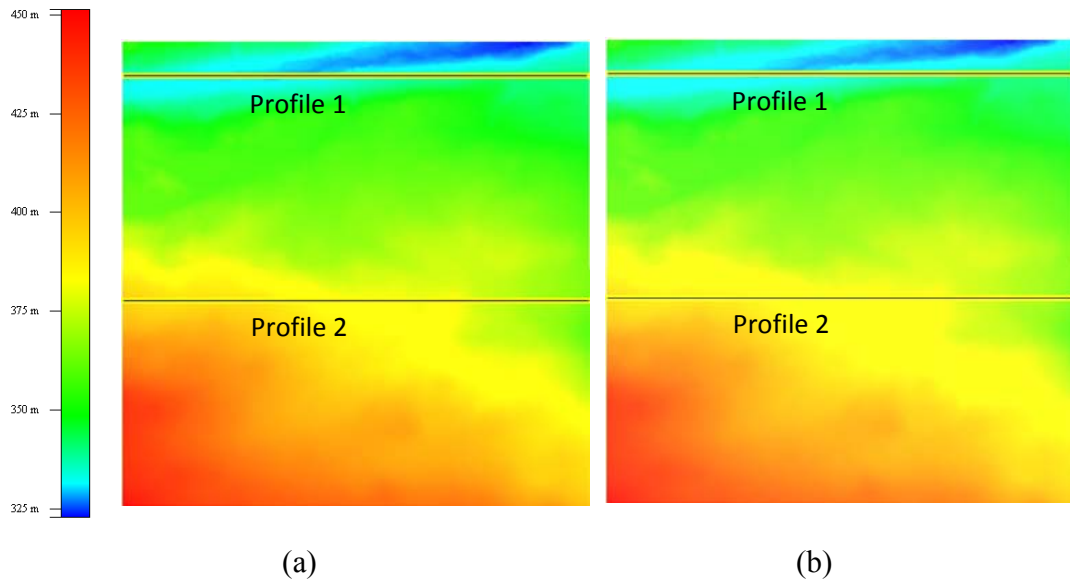 450 m
425 m
400 m
375 m
350 m
325 m
Profile 1
Profile 2
Profile 1
Profile 2
(a)
(b)